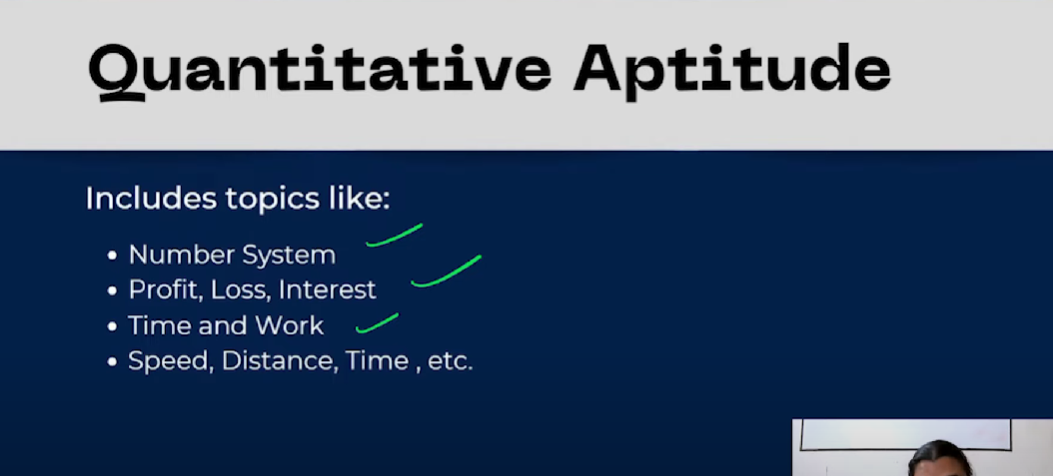 Quantitative Aptitude
Includes topics like:
• Number System
• Profit, Loss, Interest
• Time and Work
• Speed, Distance, Time , etc.